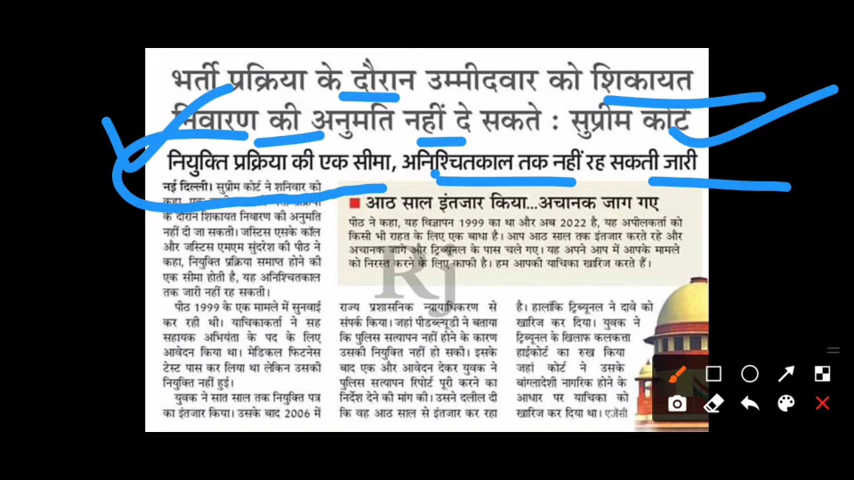 भर्ती प्रक्रिया के दौरान उम्मीदवार को शिकायत
निवारण की अनुमति नहीं दे सकते : सुप्रीम कोर्ट
नियुक्ति प्रक्रिया की एक सीमा, अनिश्चितकाल तक नहीं रह सकती जारी
नई दिल्ली। सुप्रीम कोर्ट ने शनिवार को
कहा, एक
के दौरान शिकायत निवारण की अनुमति
नहीं दी जा सकती। जस्टिस एसके कॉल
और जस्टिस एमएम सुंदरेश की पीठ ने
कहा, नियुक्ति प्रक्रिया समाप्त होने की
एक सीमा होती है, यह अनिश्चितकाल
तक जारी नहीं रह सकती।
पीठ 1999 के एक मामले में सुनवाई
कर रही थी। याचिकाकर्ता ने सह
सहायक अभियंता के पद के लिए
आवेदन किया था। मेडिकल फिटनेस
टेस्ट पास कर लिया था लेकिन उसकी
नियुक्ति नहीं हुई।
युवक ने सात साल तक नियुक्ति पत्र
का इंतजार किया। उसके बाद 2006 में
आठ साल इंतजार किया...अचानक जाग गए
पीठ ने कहा, यह विज्ञापन 1999 का था और अब 2022 है, यह अपीलकर्ता को
किसी भी राहत के लिए एक बाधा है। आप आठ साल तक इंतजार करते रहे और
अचानक जागे और ट्रिब्यूनल के पास चले गए। यह अपने आप में आपके मामले
को निरस्त करने के लिए काफी है। हम आपकी याचिका खारिज करते हैं।
RJ
राज्य प्रशासनिक न्यायाधिकरण से
संपर्क किया। जहां पीडब्ल्यूडी ने बताया
कि पुलिस सत्यापन नहीं होने के कारण
उसकी नियुक्ति नहीं हो सकी। इसके
बाद एक और आवेदन देकर युवक ने
पुलिस सत्यापन रिपोर्ट पूरी करने का
निर्देश देने की मांग की। उसने दलील दी
कि वह आठ साल से इंतजार कर रहा
है। हालांकि ट्रिब्यूनल ने दावे को
खारिज कर दिया। युवक ने
ट्रिब्यूनल के खिलाफ कलकत्ता
हाईकोर्ट का रुख किया
जहां कोर्ट ने उसके
बांग्लादेशी नागरिक होने के
आधार पर याचिका को
खारिज कर दिया था। एजेंसी